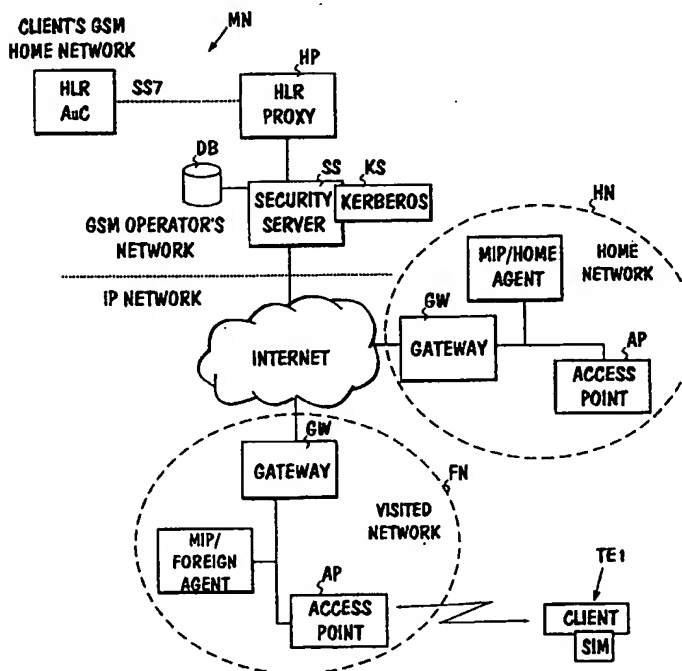 CLIENT'S GSM
HOME NETWORK
MN
HLR
AuC
SS7
HP
HLR
PROXY
DB
SS
KS
SECURITY
SERVER
KERBEROS
GSM OPERATOR'S
NETWORK
IP NETWORK
HN
MIP/HOME
AGENT
HOME
NETWORK
INTERNET
GW
GATEWAY
AP
ACCESS
POINT
GW
GATEWAY
FN
VISITED
NETWORK
MIP/
FOREIGN
AGENT
AP
ACCESS
POINT
TE1
CLIENT
SIM